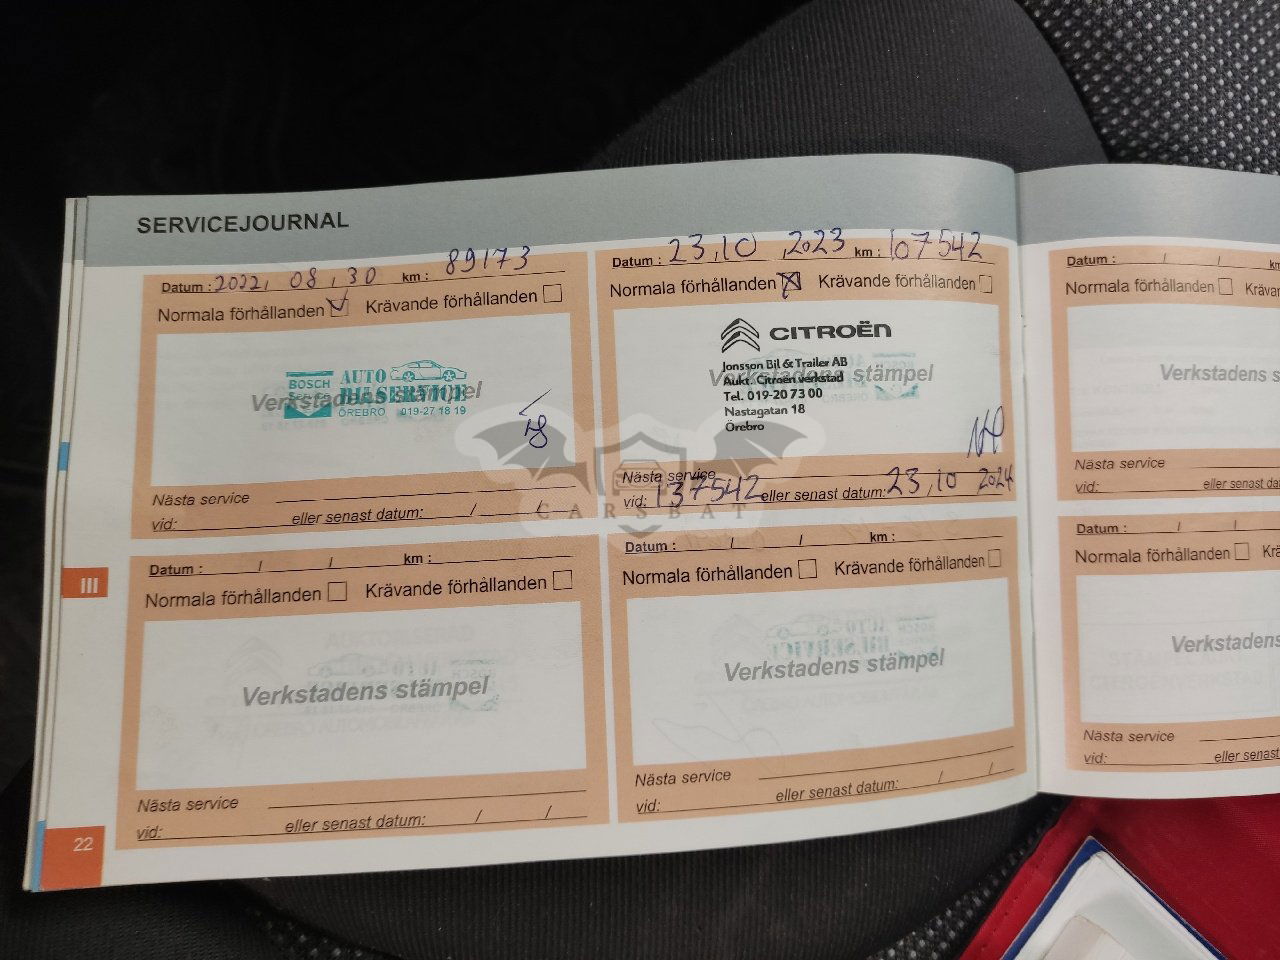 SERVICEJOURNAL
Datum : 2022, 08 , 30 km : 89173
Normala förhållanden Krävande förhållanden
BOSCH
SERVICE
AUTO
BILSERVICE
ÖREBRO 019-27 18 19
Verkstadens stämpel
Nästa service
vid: eller senast datum: / /
Datum : 23,10 ,2023 km : 107542
Normala förhållanden Krävande förhållanden
CITROËN
Jonsson Bil & Trailer AB
Aukt. Citroën verkstad
Verkstadens stämpel
Tel. 019-20 73 00
Nastagatan 18
Örebro
Nästa service
vid: 137542 eller senast datum: 23,10 2024
CARSBAT
Datum : / / km
Normala förhållanden
Verkstadens s
Nästa service
vid: eller senast da
III
Datum : / / km :
Normala förhållanden Krävande förhållanden
Verkstadens stämpel
Nästa service
vid: eller senast datum: / /
Datum : / / km :
Normala förhållanden Krävande förhållanden
Verkstadens stämpel
Nästa service
vid: eller senast datum: / /
Datum : / /
Normala förhållanden
Verkstadens
Nästa service
vid: eller senast
22